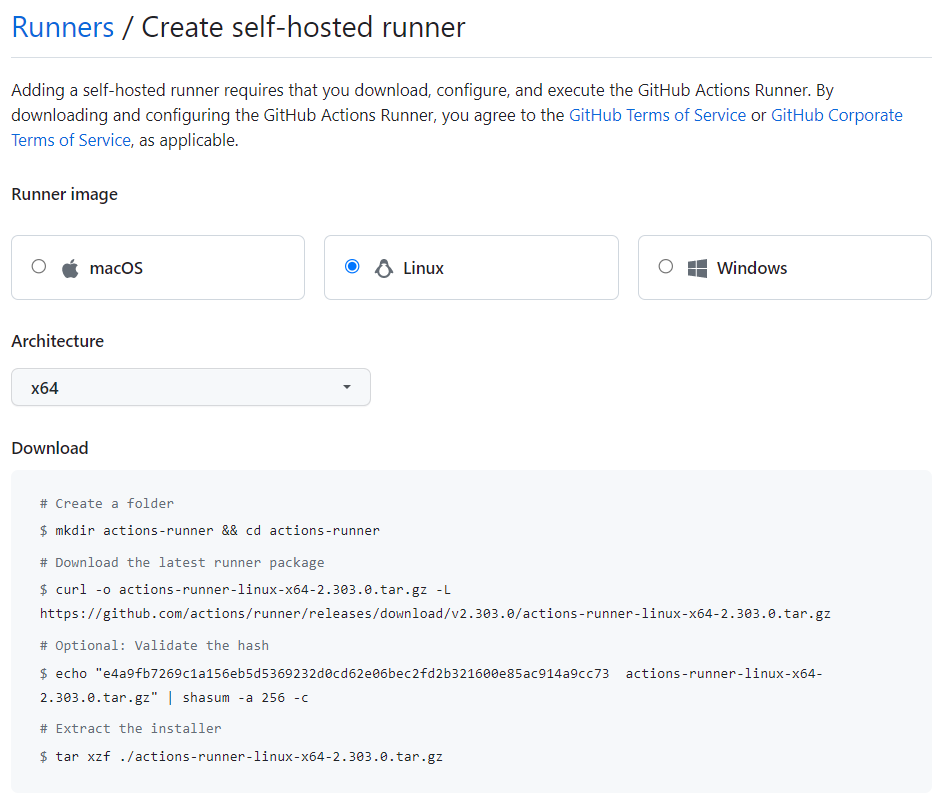 Runners / Create self-hosted runner
Adding a self-hosted runner requires that you download, configure, and execute the GitHub Actions Runner. By
downloading and configuring the GitHub Actions Runner, you agree to the GitHub Terms of Service or GitHub Corporate
Terms of Service, as applicable.
Runner image
macOS
Linux
Windows
Architecture
x64
Download
# Create a folder
$ mkdir actions-runner && cd actions-runner
# Download the latest runner package
$ curl -o actions-runner-linux-x64-2.303.0.tar.gz -L
https://github.com/actions/runner/releases/download/v2.303.0/actions-runner-linux-x64-2.303.0.tar.gz
# Optional: Validate the hash
$ echo "e4a9fb7269c1a156eb5d5369232d0cd62e06bec2fd2b321600e85ac914a9cc73  actions-runner-linux-x64-
2.303.0.tar.gz" | shasum -a 256 -c
# Extract the installer
$ tar xzf ./actions-runner-linux-x64-2.303.0.tar.gz